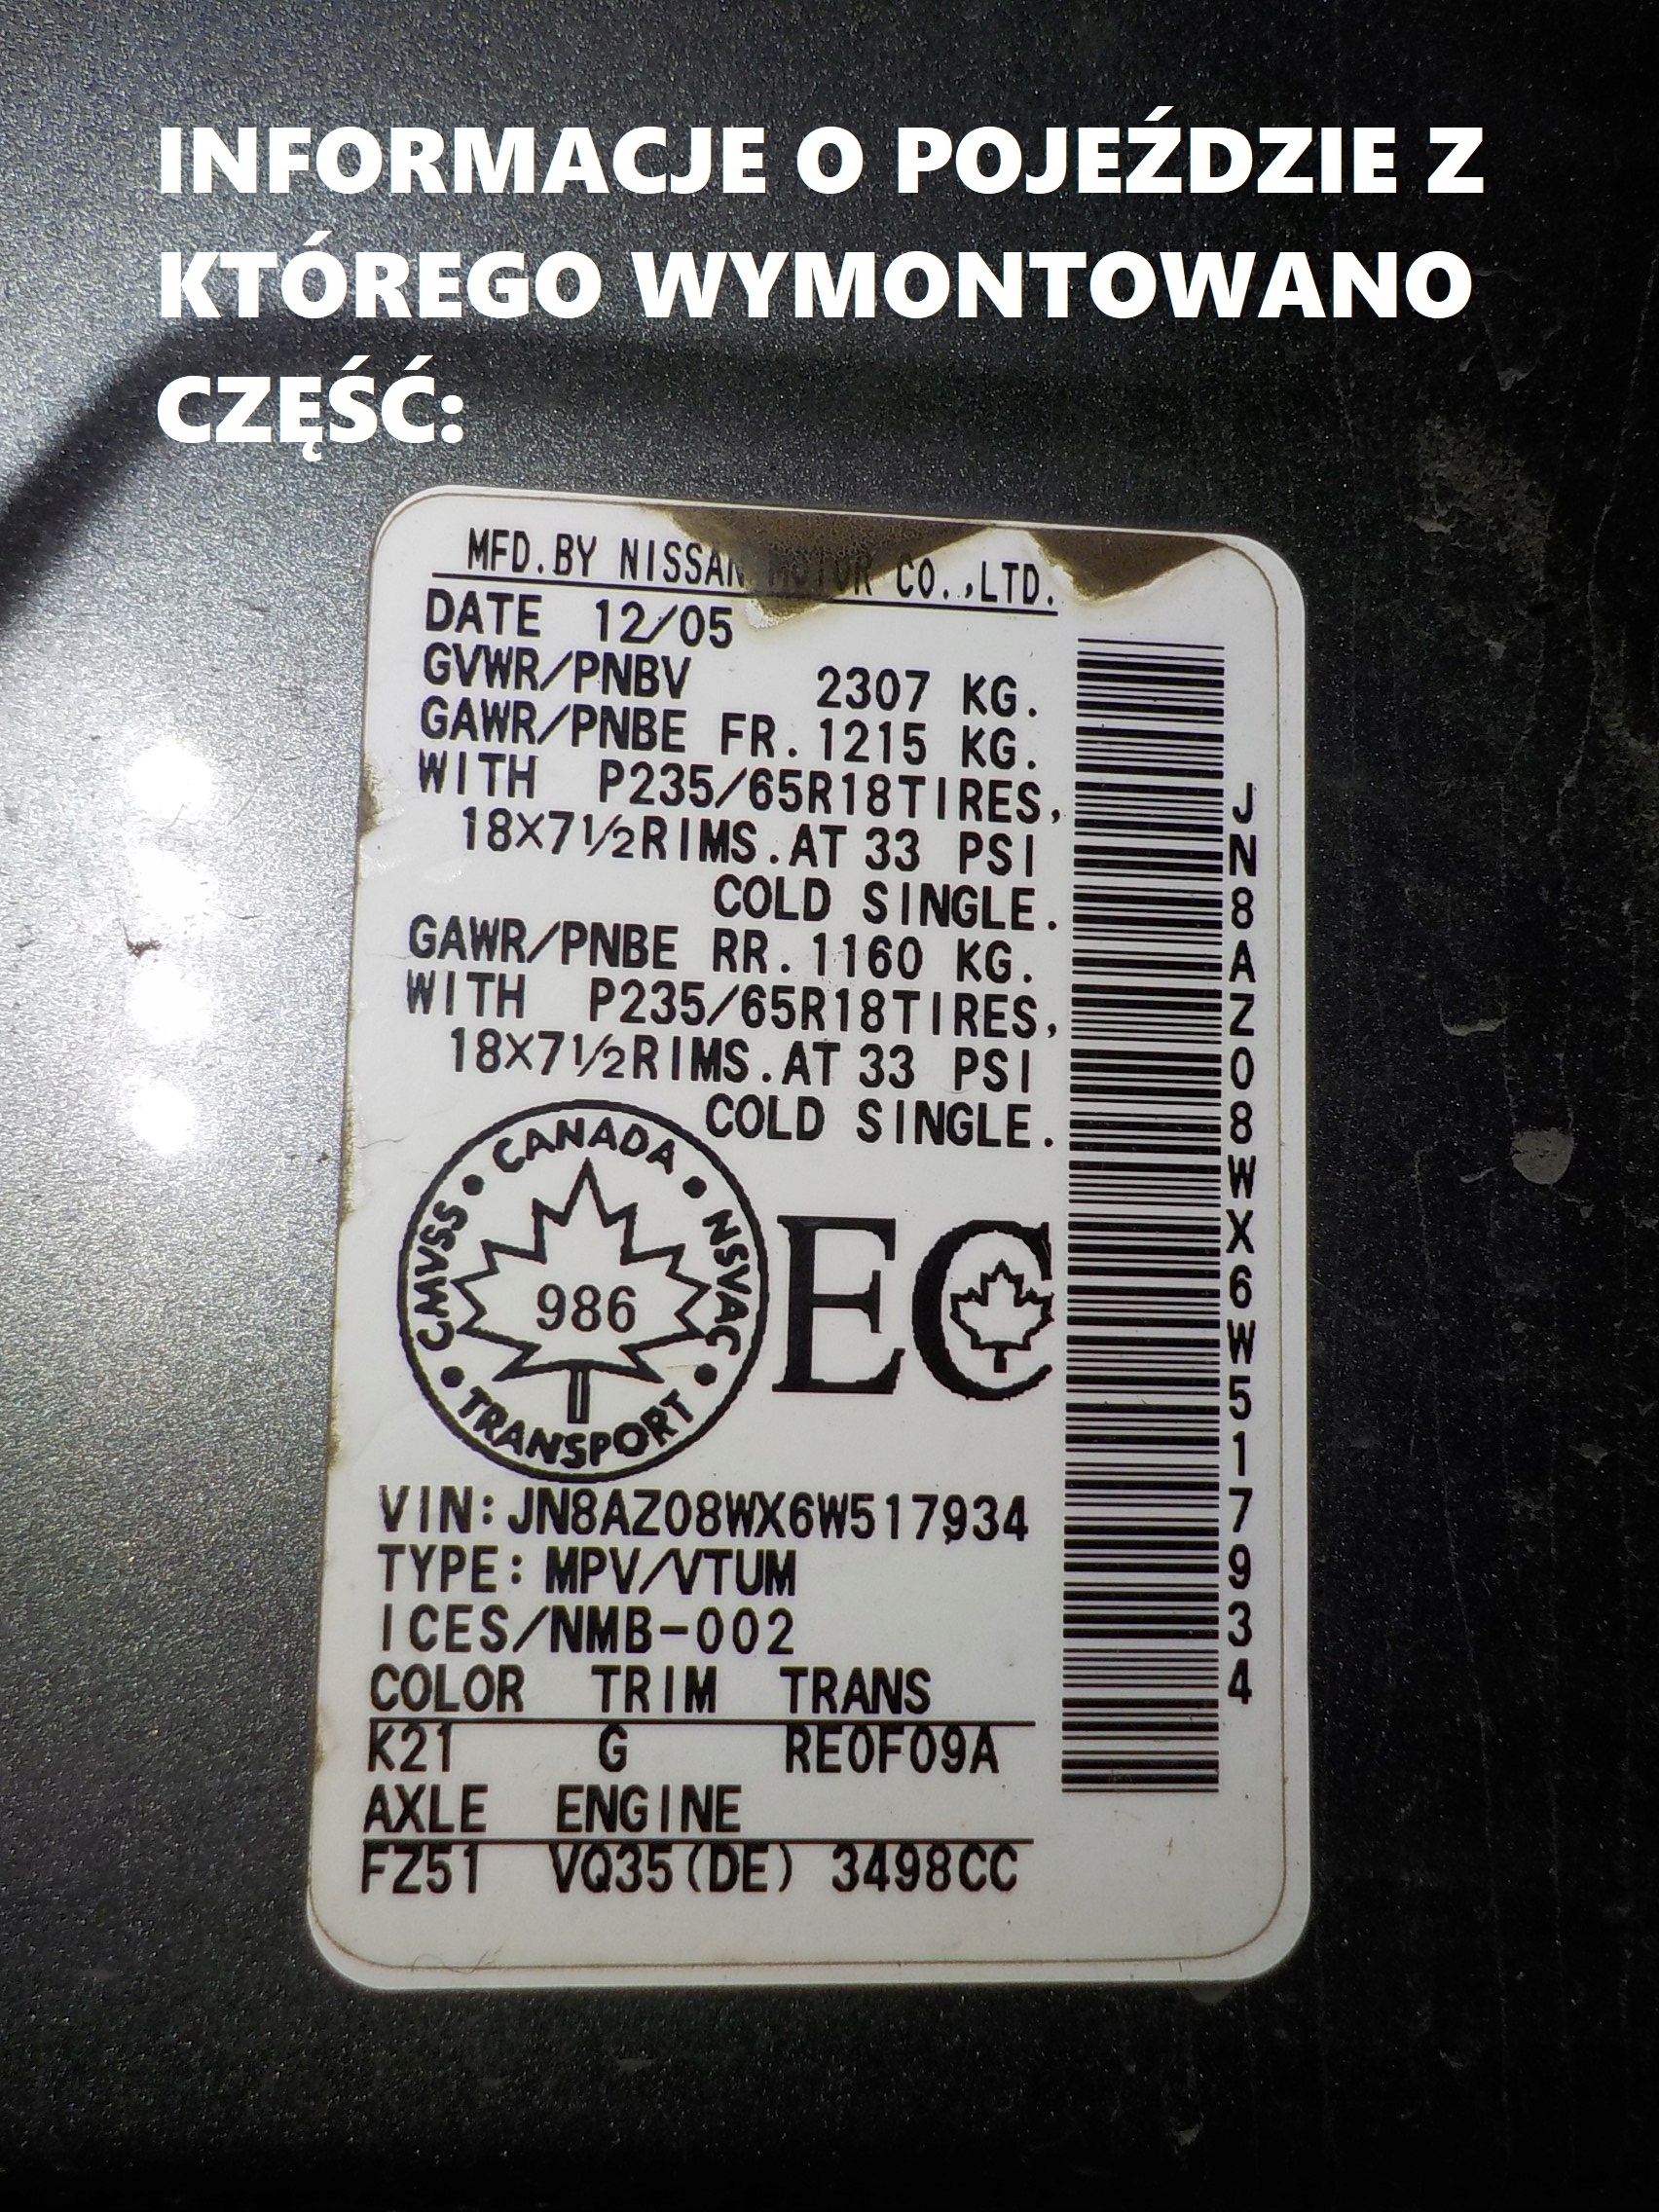 INFORMACJE O POJEŹDZIE Z
KTÓREGO WYMONTOWANO
CZĘŚĆ:
MFD.BY NISSAN MOTOR CO.,LTD.
DATE 12/05
GVWR/PNBV 2307 KG.
GAWR/PNBE FR. 1215 KG.
WITH P235/65R18TIRES,
18X7½RIMS.AT 33 PSI
COLD SINGLE.
GAWR/PNBE RR. 1160 KG.
WITH P235/65R18TIRES,
18X7½RIMS.AT 33 PSI
COLD SINGLE.
CANADA • NSVAC • TRANSPORT • CMVSS •
986
EC
VIN:JN8AZ08WX6W517934
TYPE:MPV/VTUM
ICES/NMB-002
COLOR TRIM TRANS
K21 G RE0F09A
AXLE ENGINE
FZ51 VQ35(DE) 3498CC
JN8AZ08WX6W517934